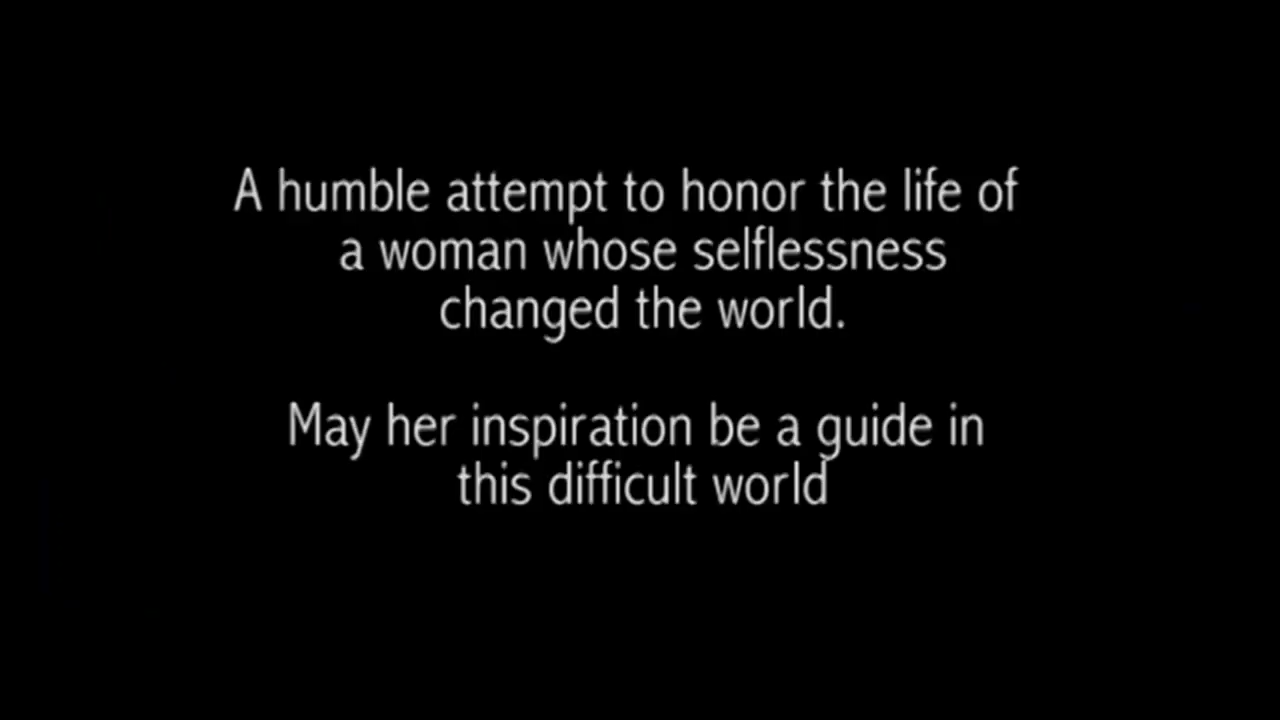 A humble attempt to honor the life of
a woman whose selflessness
changed the world.
May her inspiration be a guide in
this difficult world